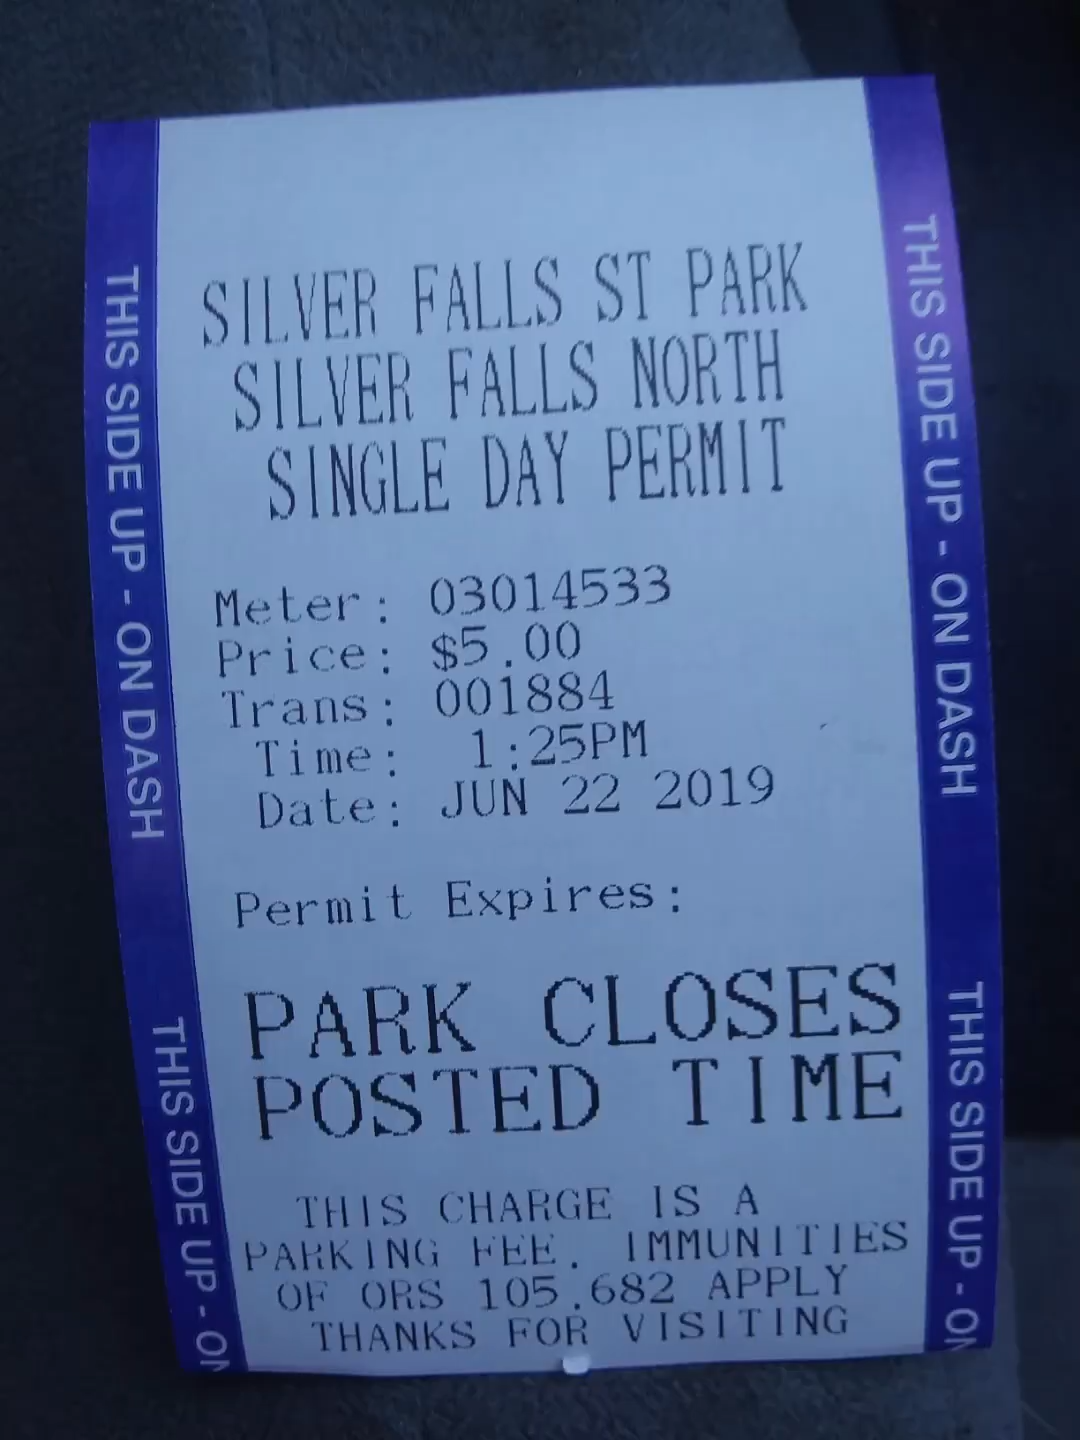 SILVER FALLS ST PARK
SILVER FALLS NORTH
SINGLE DAY PERMIT
Meter: 03014533
Price: $5.00
Trans: 001884
Time: 1:25PM
Date: JUN 22 2019
Permit Expires:
PARK CLOSES
POSTED TIME
THIS CHARGE IS A
PARKING FEE. IMMUNITIES
OF ORS 105.682 APPLY
THANKS FOR VISITING
THIS SIDE UP - ON DASH
THIS SIDE UP - ON
THIS SIDE UP - ON DASH
THIS SIDE UP - ON